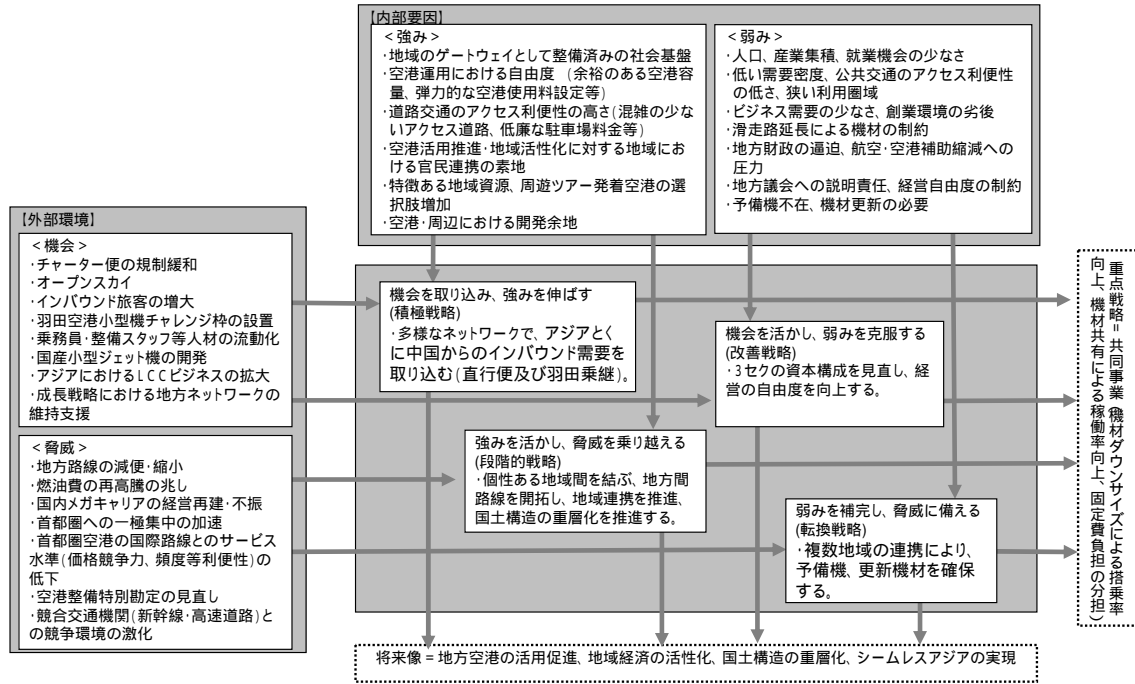 【内部要因】
<強み>
・地域のゲートウェイとして整備済みの社会基盤
・空港運用における自由度 (余裕のある空港容
量、弾力的な空港使用料設定等)
・道路交通のアクセス利便性の高さ(混雑の少な
いアクセス道路、低廉な駐車場料金等)
・空港活用推進・地域活性化に対する地域にお
ける官民連携の素地
・特徴ある地域資源、周遊ツアー発着空港の選
択肢増加
・空港・周辺における開発余地
<弱み>
・人口、産業集積、就業機会の少なさ
・低い需要密度、公共交通のアクセス利便性
の低さ、狭い利用圏域
・ビジネス需要の少なさ、創業環境の劣後
・滑走路延長による機材の制約
・地方財政の逼迫、航空・空港補助縮減への
圧力
・地方議会への説明責任、経営自由度の制約
・予備機不在、機材更新の必要
【外部環境】
<機会>
・チャーター便の規制緩和
・オープンスカイ
・インバウンド旅客の増大
・羽田空港小型機チャレンジ枠の設置
・乗務員・整備スタッフ等人材の流動化
・国産小型ジェット機の開発
・アジアにおけるLCCビジネスの拡大
・成長戦略における地方ネットワークの
維持支援
<脅威>
・地方路線の減便・縮小
・燃油費の再高騰の兆し
・国内メガキャリアの経営再建・不振
・首都圏への一極集中の加速
・首都圏空港の国際路線とのサービス
水準(価格競争力、頻度等利便性)の
低下
・空港整備特別勘定の見直し
・競合交通機関(新幹線・高速道路)と
の競争環境の激化
機会を取り込み、強みを伸ばす
(積極戦略)
・多様なネットワークで、アジアとく
に中国からのインバウンド需要を
取り込む(直行便及び羽田乗継)。
機会を活かし、弱みを克服する
(改善戦略)
・3セクの資本構成を見直し、経
営の自由度を向上する。
強みを活かし、脅威を乗り越える
(段階的戦略)
・個性ある地域間を結ぶ、地方間
路線を開拓し、地域連携を推進、
国土構造の重層化を推進する。
弱みを補完し、脅威に備える
(転換戦略)
・複数地域の連携により、
予備機、更新機材を確保
する。
重点戦略=共同事業(機材ダウンサイズによる搭乗率
向上、機材共有による稼働率向上、固定費負担の分担)
将来像=地方空港の活用促進、地域経済の活性化、国土構造の重層化、シームレスアジアの実現